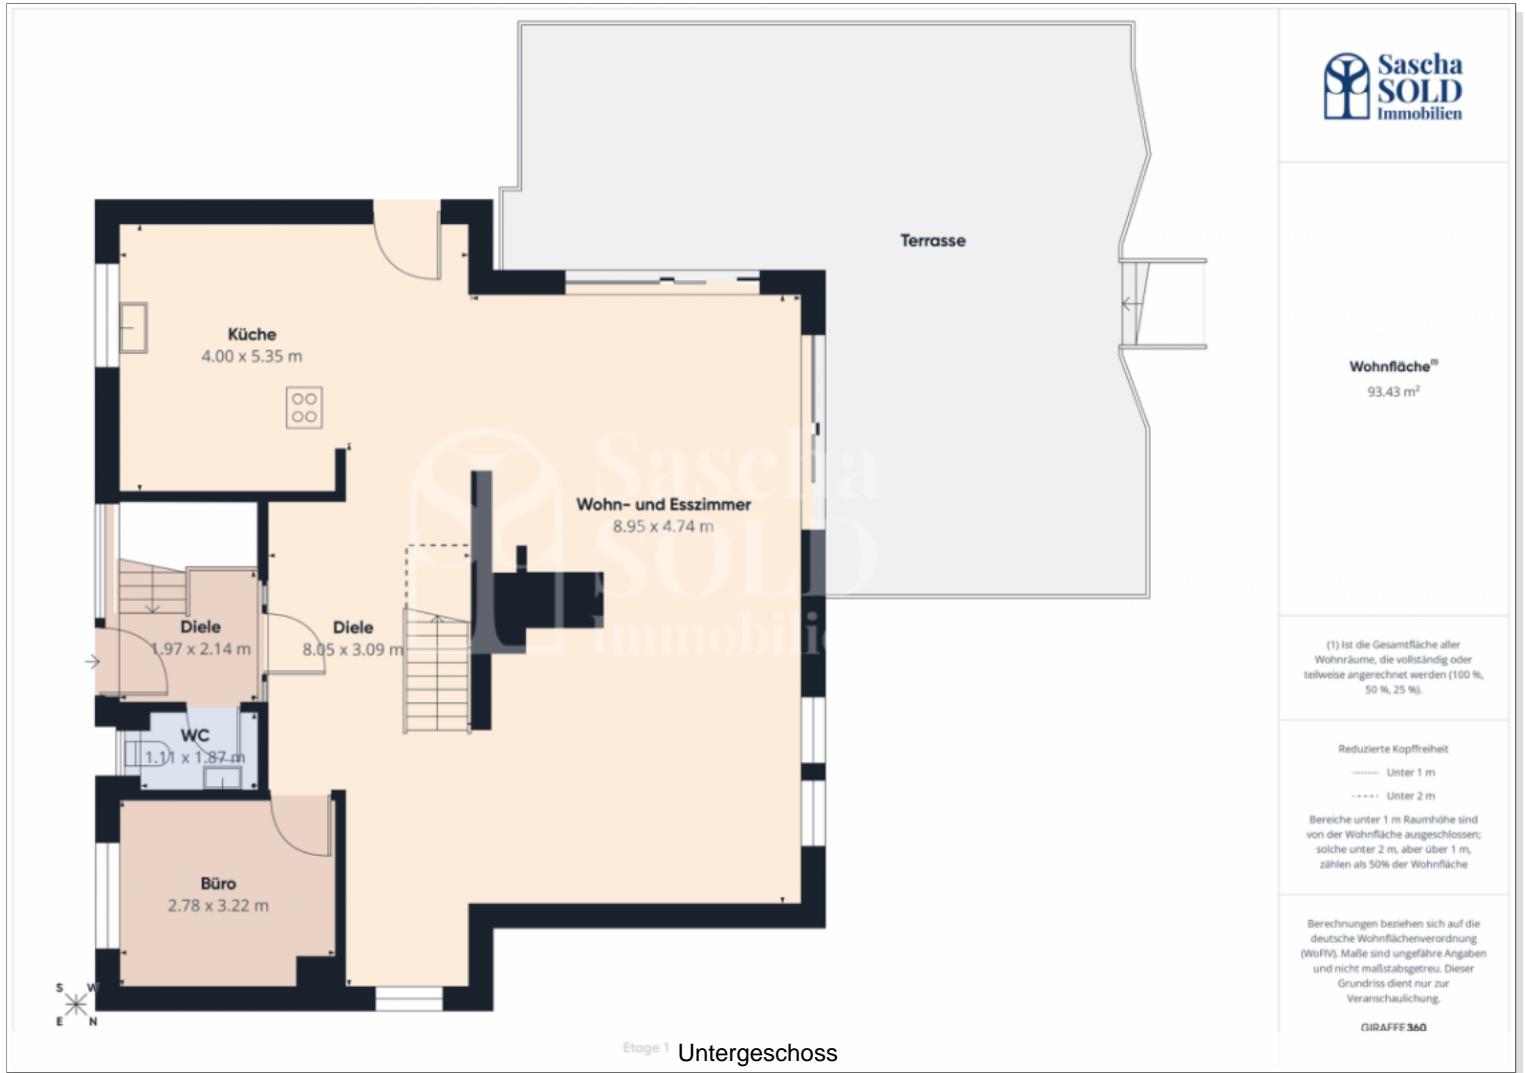 Sascha
SOLD
Immobilien
Terrasse
Küche
4.00 x 5.35 m
Wohnfläche(1)
93.43 m²
Sascha
SOLD
Immobilie
Wohn- und Esszimmer
8.95 x 4.74 m
Diele
1.97 x 2.14 m
Diele
8.05 x 3.09 m
WC
1.11 x 1.87 m
Büro
2.78 x 3.22 m
(1) Ist die Gesamtfläche aller
Wohnräume, die vollständig oder
teilweise angerechnet werden (100 %,
50 %, 25 %).
Reduzierte Kopffreiheit
Unter 1 m
Unter 2 m
Bereiche unter 1 m Raumhöhe sind
von der Wohnfläche ausgeschlossen;
solche unter 2 m, aber über 1 m,
zählen als 50% der Wohnfläche
Berechnungen beziehen sich auf die
deutsche Wohnflächenverordnung
(WoFlV). Maße sind ungefähre Angaben
und nicht maßstabsgetreu. Dieser
Grundriss dient nur zur
Veranschaulichung.
GIRAFFE360
S W
E N
Etage 1 Untergeschoss